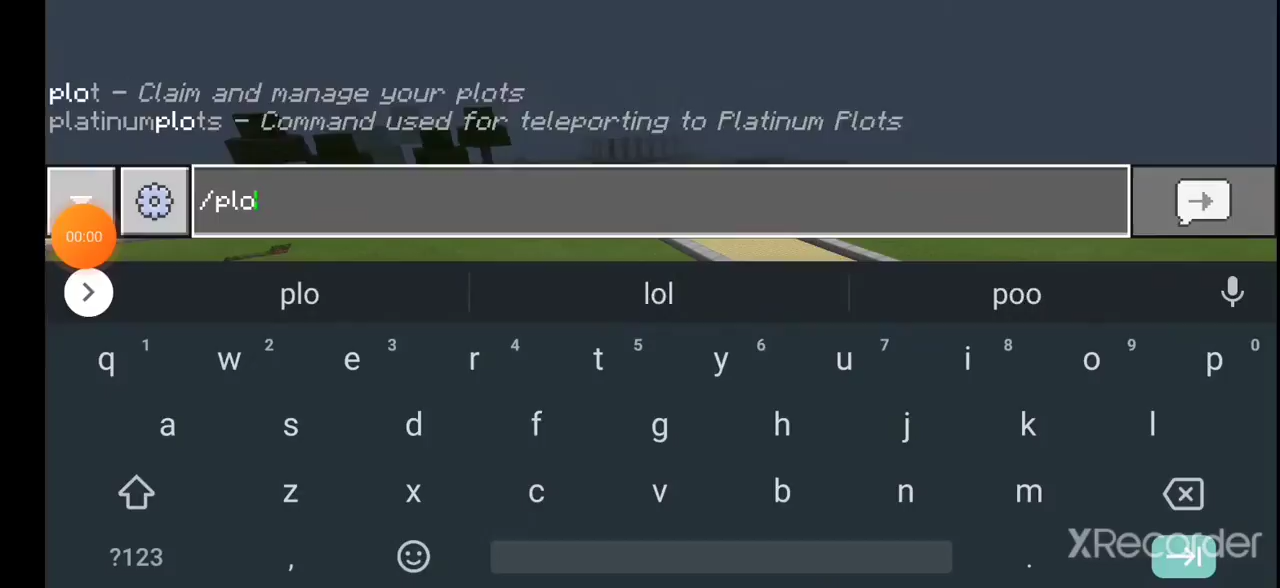 plot - Claim and manage your plots
platinumplots - Command used for teleporting to Platinum Plots
/plo
00:00
plo lol poo
q 1 w 2 e 3 r 4 t 5 y 6 u 7 i 8 o 9 p 0
a s d f g h j k l
z x c v b n m
?123 , .
XRecorder